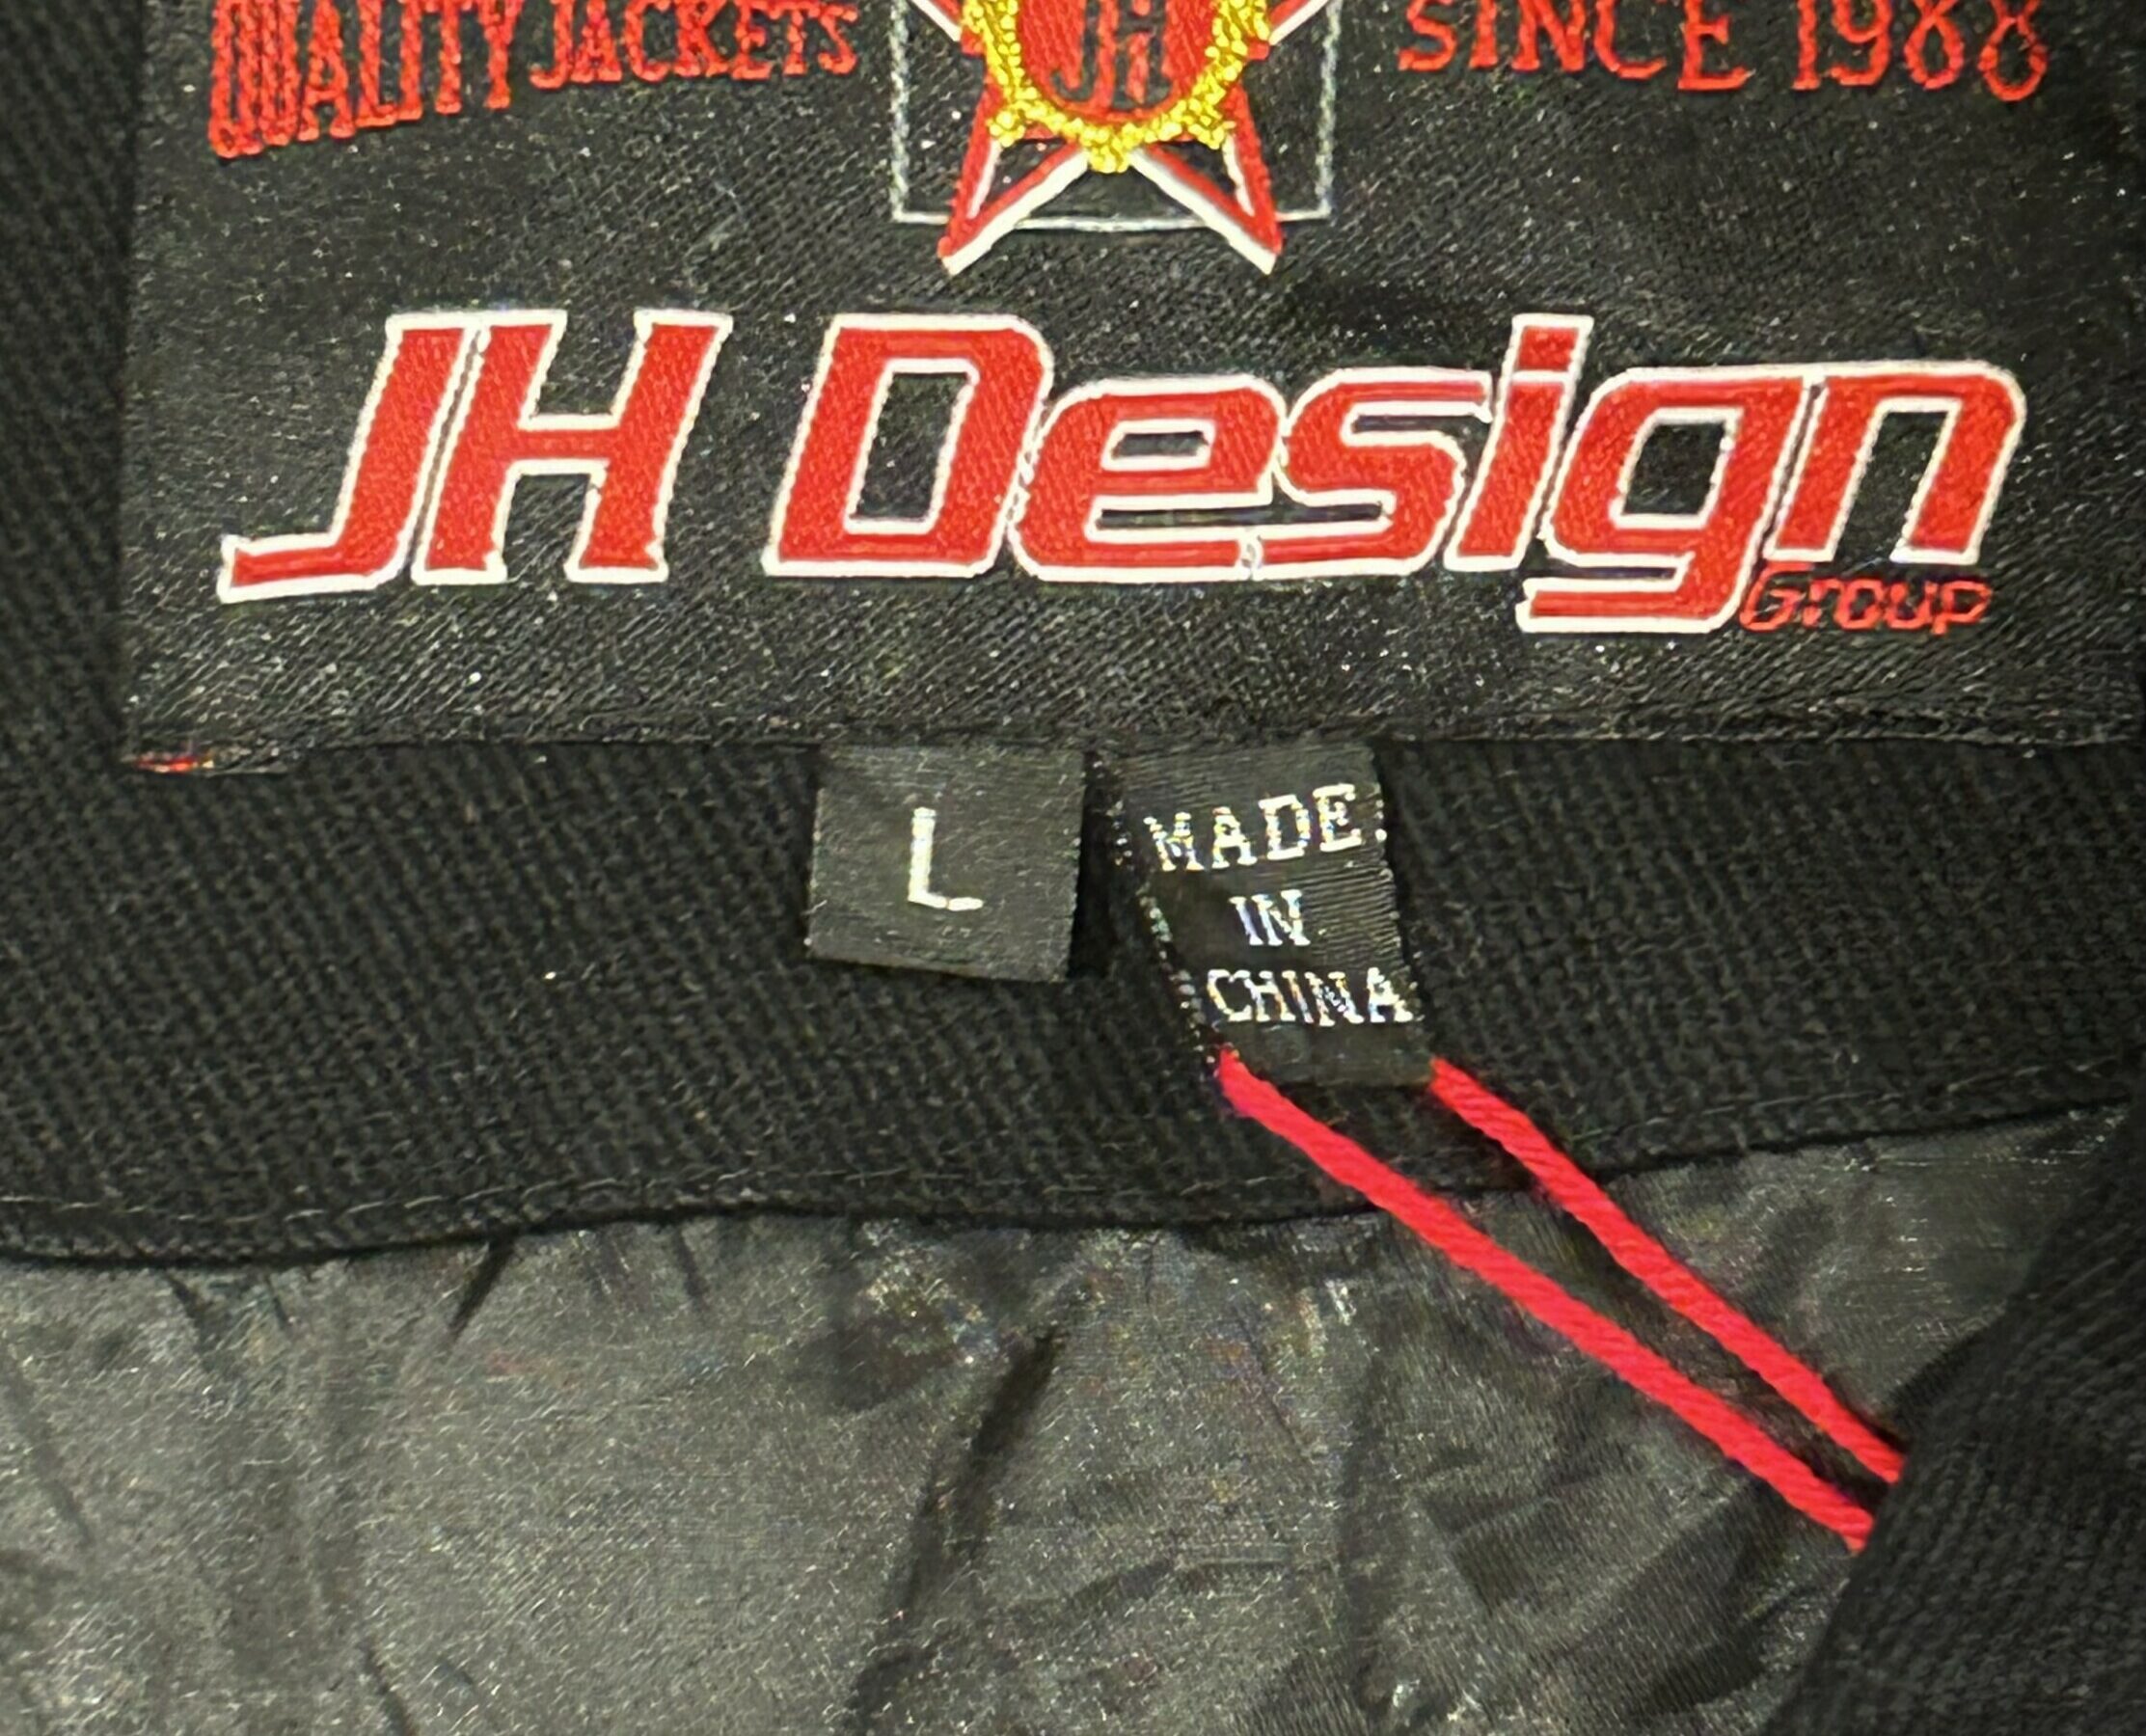 QUALITY JACKETS
JH
SINCE 1988
JH Design
Group
L
MADE
IN
CHINA